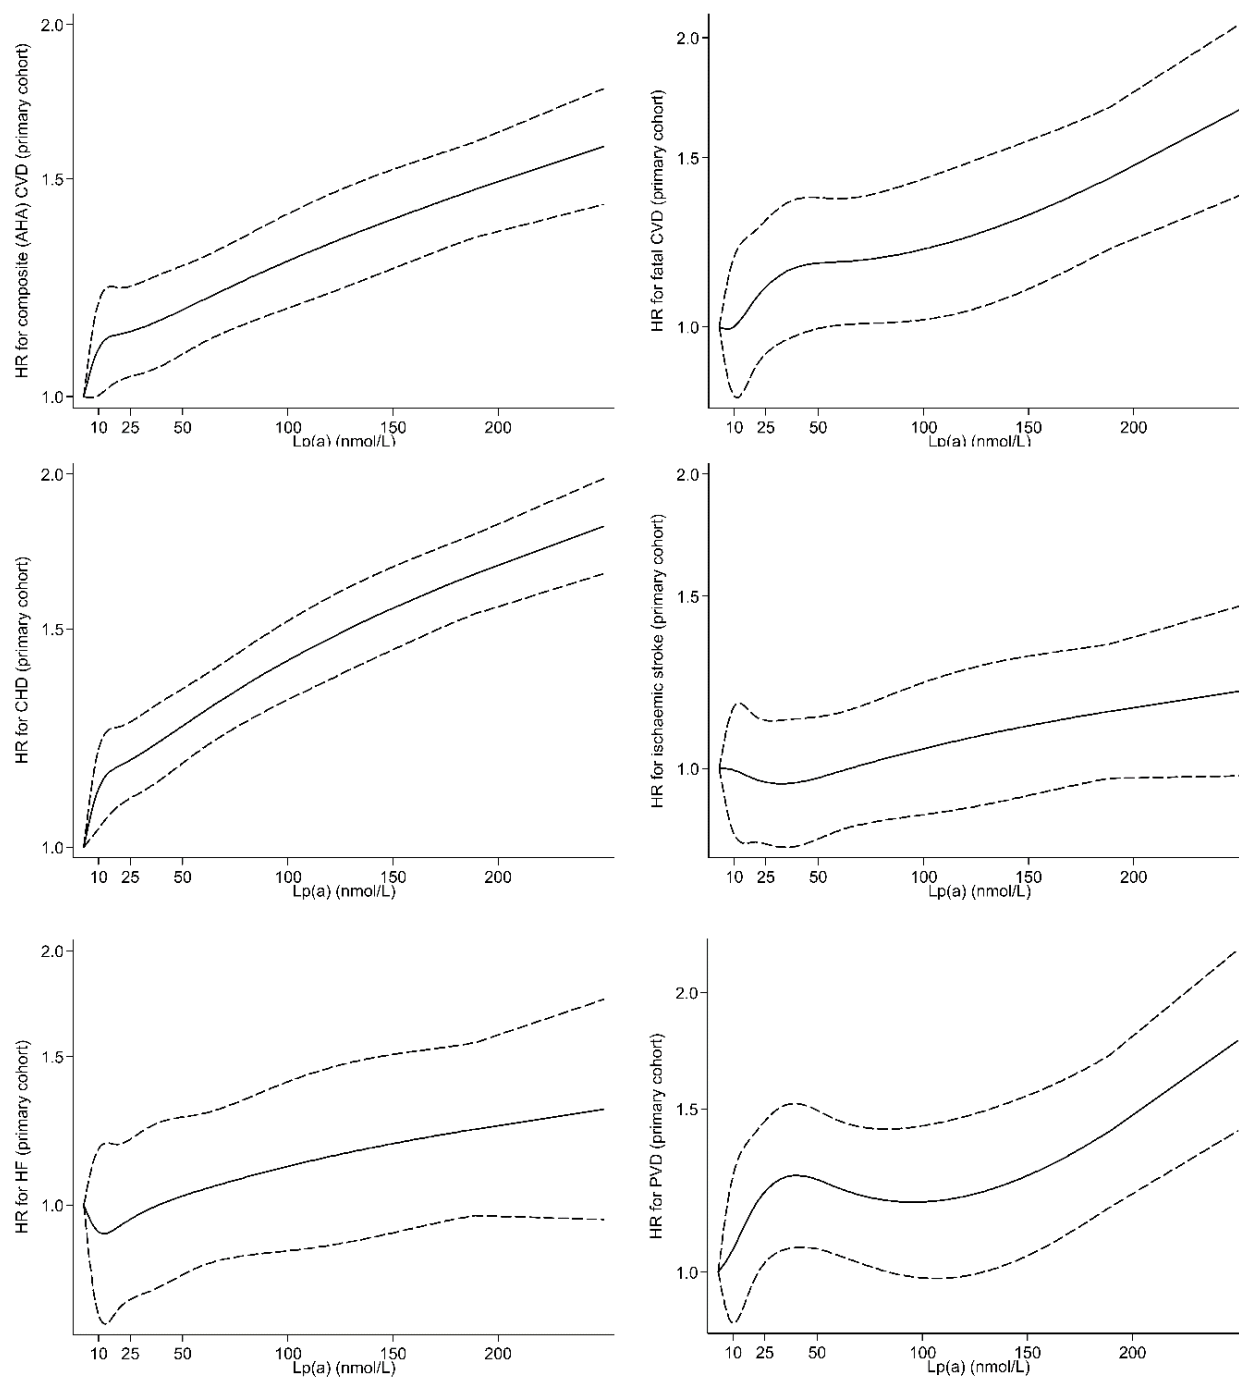 HR for composite (AHA) CVD (primary cohort)
2.0
1.5
1.0
10 25 50 100 150 200
Lp(a) (nmol/L)
HR for fatal CVD (primary cohort)
2.0
1.5
1.0
10 25 50 100 150 200
Lp(a) (nmol/L)
HR for CHD (primary cohort)
2.0
1.5
1.0
10 25 50 100 150 200
Lp(a) (nmol/L)
HR for ischaemic stroke (primary cohort)
2.0
1.5
1.0
10 25 50 100 150 200
Lp(a) (nmol/L)
HR for HF (primary cohort)
2.0
1.5
1.0
10 25 50 100 150 200
Lp(a) (nmol/L)
HR for PVD (primary cohort)
2.0
1.5
1.0
10 25 50 100 150 200
Lp(a) (nmol/L)